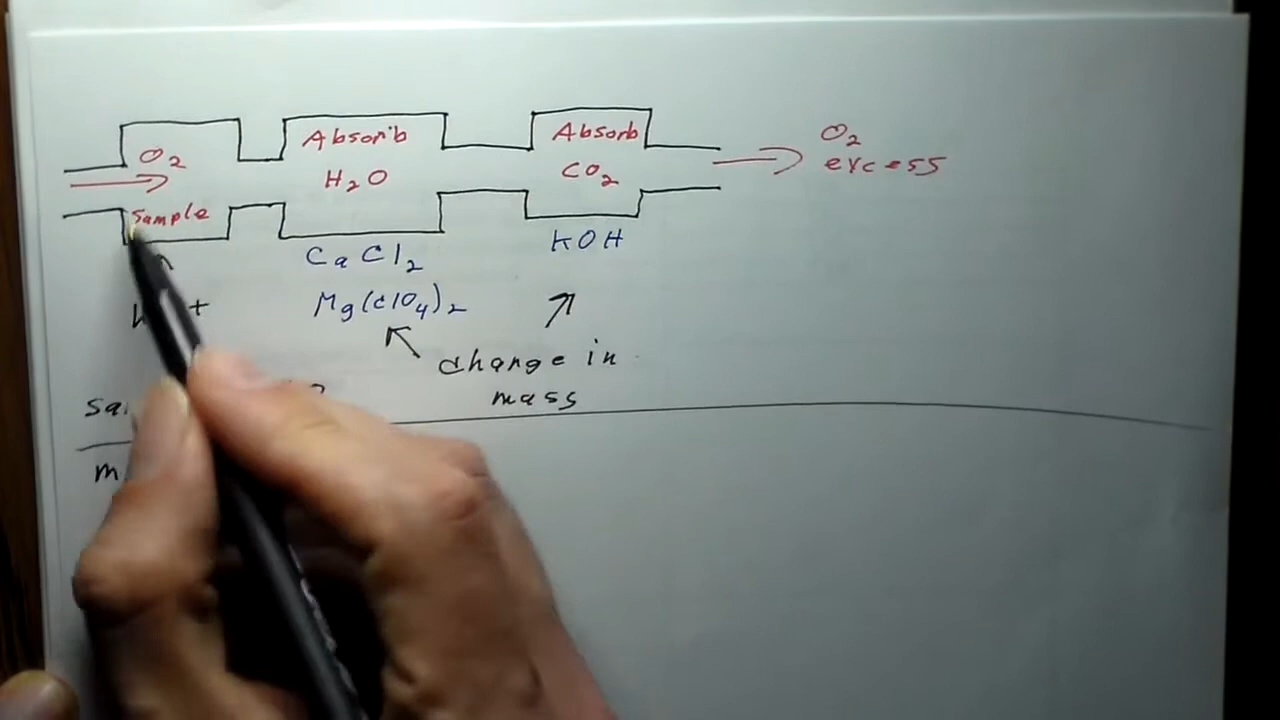 O2
Sample
Absorb
H2O
Absorb
CO2
O2
excess
CaCl2
Mg(ClO4)2
KOH
change in
mass